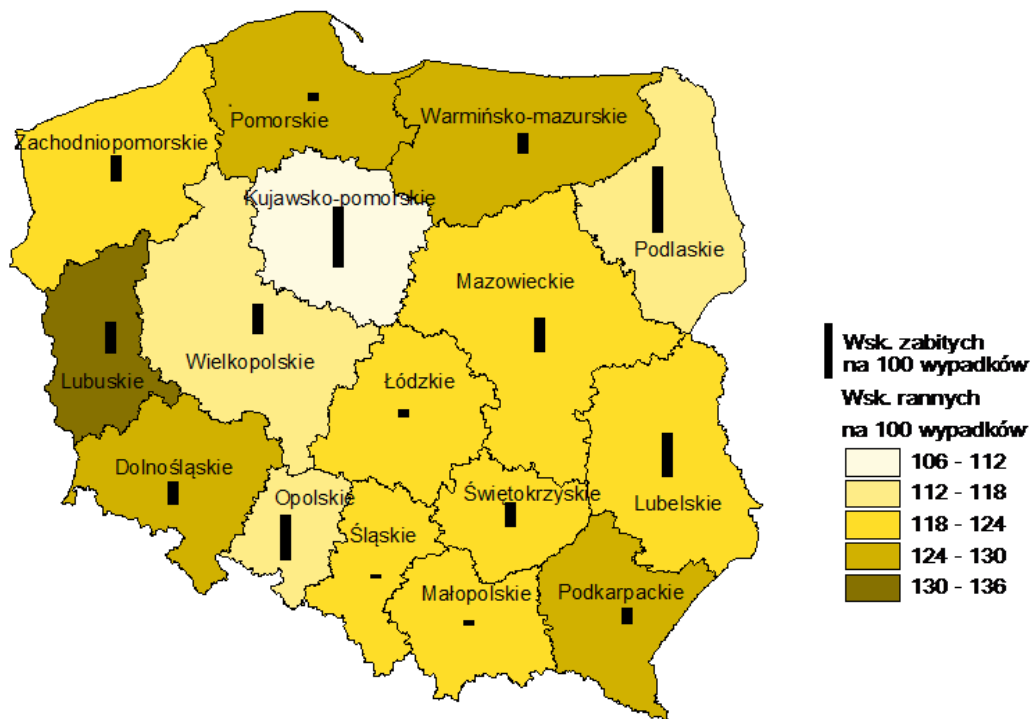 Pomorskie
Warmińsko-mazurskie
Zachodniopomorskie
Kujawsko-pomorskie
Podlaskie
Mazowieckie
Wielkopolskie
Łódzkie
Lubuskie
Dolnośląskie
Opolskie
Świetokrzyskie
Lubelskie
Śląskie
Małopolskie
Podkarpackie
Wsk. zabitych
na 100 wypadków
Wsk. rannych
na 100 wypadków
106 - 112
112 - 118
118 - 124
124 - 130
130 - 136